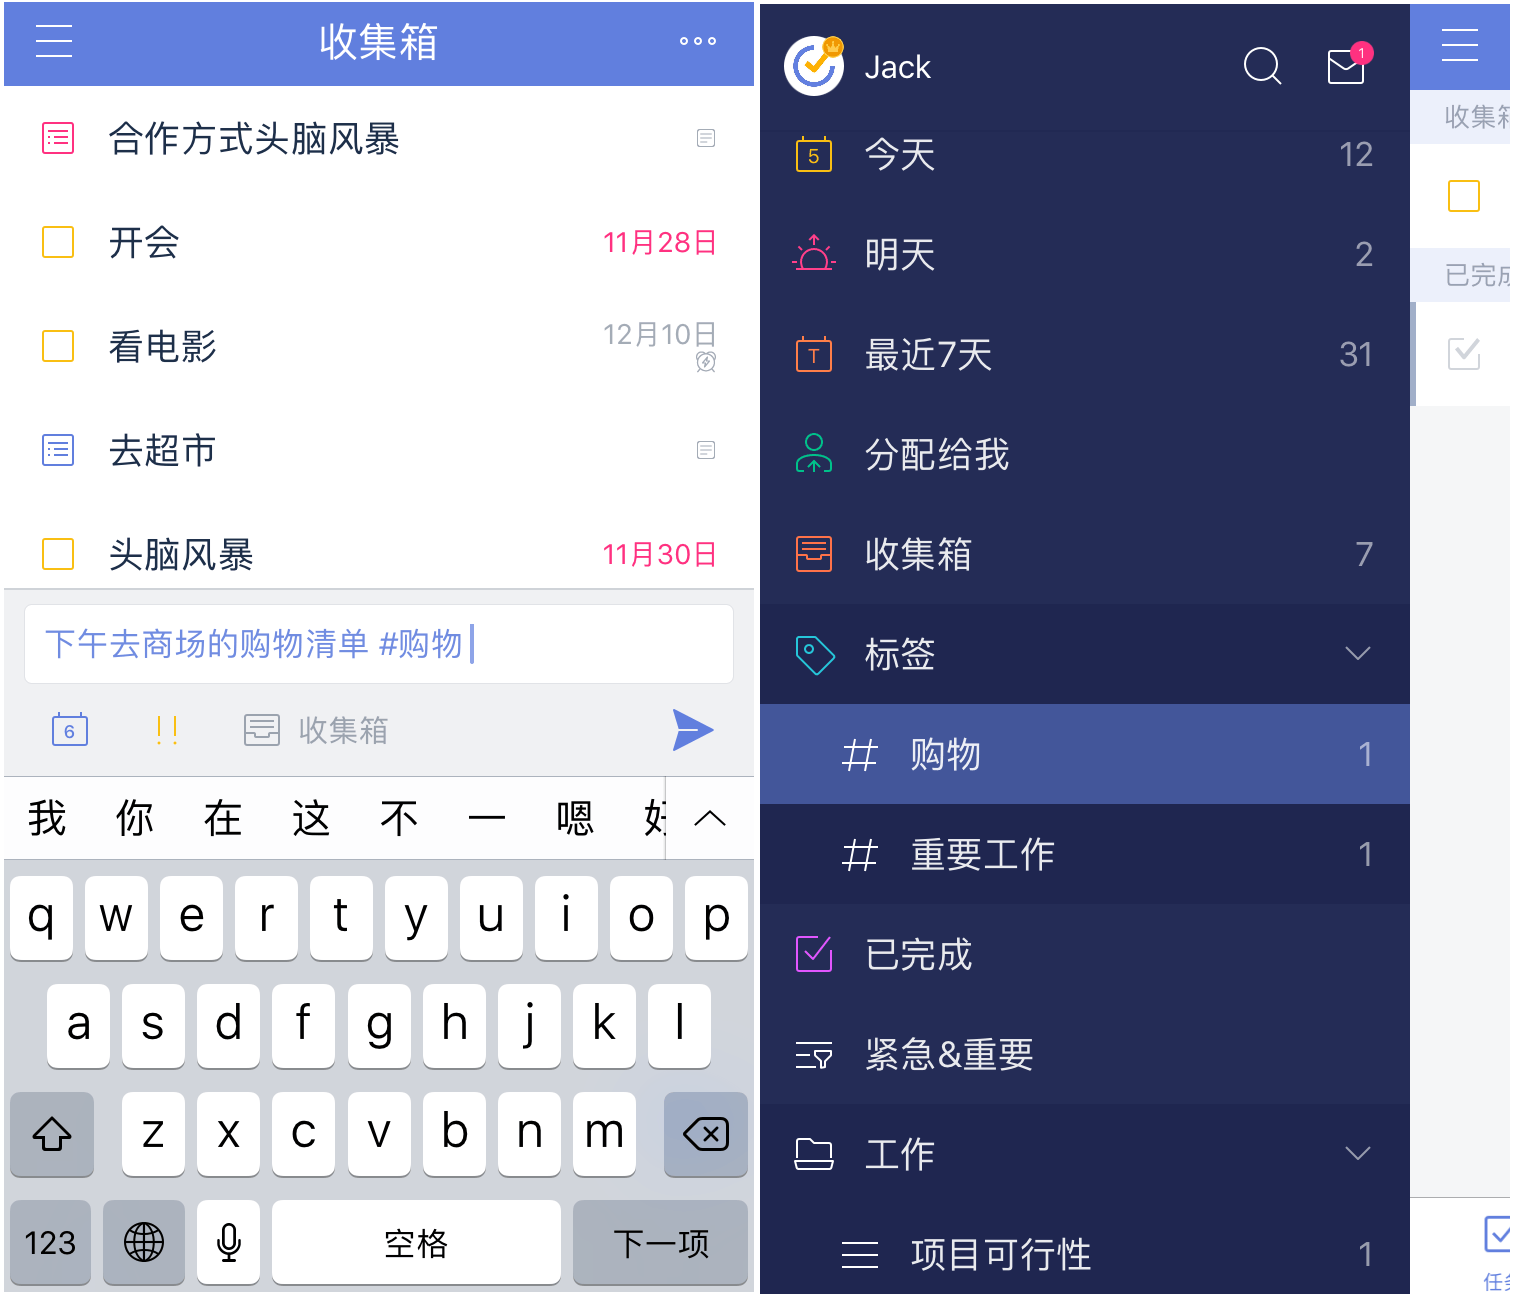 收集箱
合作方式头脑风暴
开会
11月28日
看电影
12月10日
去超市
头脑风暴
11月30日
下午去商场的购物清单 #购物
6
!!
收集箱
我 你 在 这 不 一 嗯 好
q w e r t y u i o p
a s d f g h j k l
z x c v b n m
123
空格
下一项
Jack
1
5
今天
12
明天
2
T
最近7天
31
分配给我
收集箱
7
标签
# 购物
1
# 重要工作
1
已完成
紧急&重要
工作
项目可行性
1
收集箱
已完成
任务